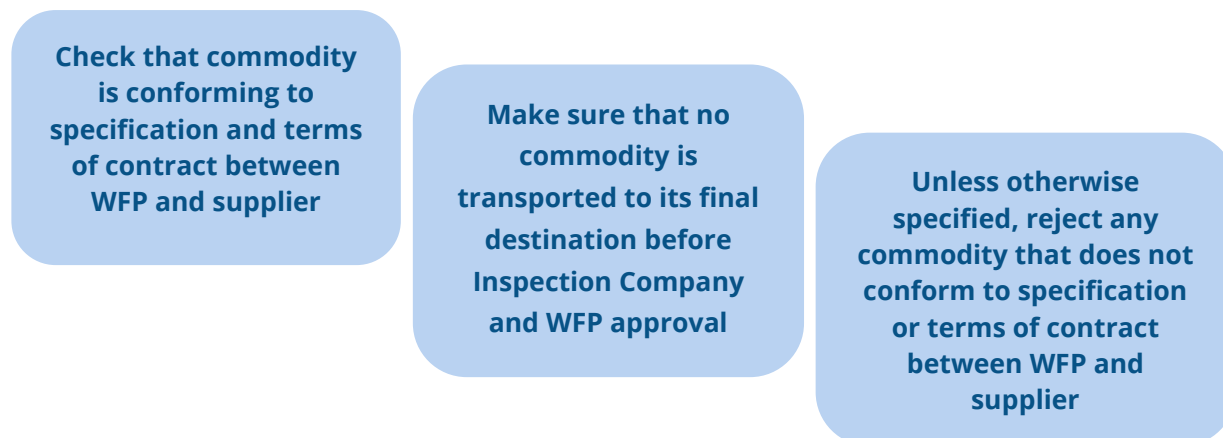 Check that commodity
is conforming to
specification and terms
of contract between
WFP and supplier
Make sure that no
commodity is
transported to its final
destination before
Inspection Company
and WFP approval
Unless otherwise
specified, reject any
commodity that does not
conform to specification
or terms of contract
between WFP and
supplier